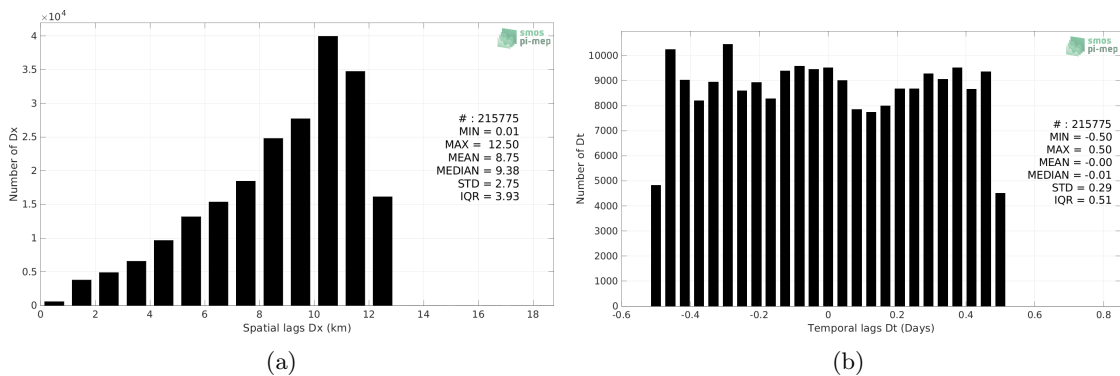 ×10⁴
4
3.5
3
2.5
2
1.5
1
0.5
0
Number of Dx
0 2 4 6 8 10 12 14 16 18
Spatial lags Dx (km)
smos
pi-mep
# : 215775
MIN = 0.01
MAX = 12.50
MEAN = 8.75
MEDIAN = 9.38
STD = 2.75
IQR = 3.93
(a)
10000
9000
8000
7000
6000
5000
4000
3000
2000
1000
0
Number of Dt
-0.6 -0.4 -0.2 0 0.2 0.4 0.6 0.8
Temporal lags Dt (Days)
smos
pi-mep
# : 215775
MIN = -0.50
MAX = 0.50
MEAN = -0.00
MEDIAN = -0.01
STD = 0.29
IQR = 0.51
(b)